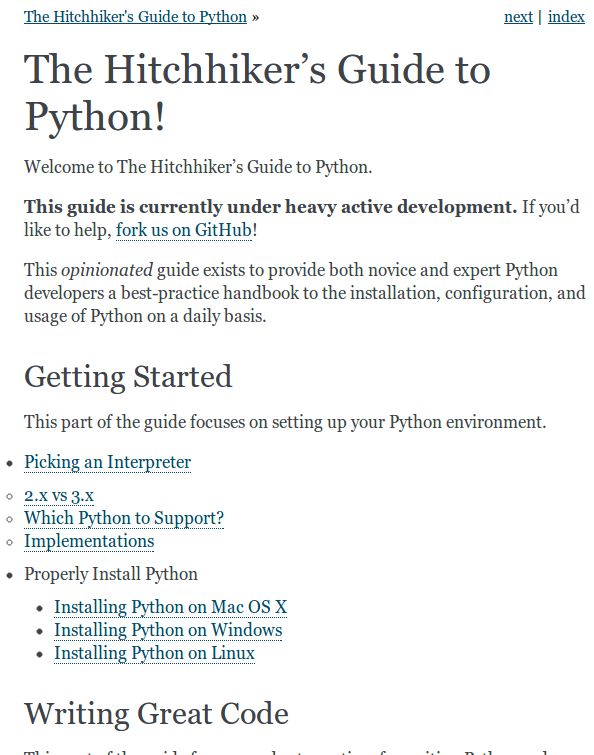 The Hitchhiker's Guide to Python » next | index
The Hitchhiker’s Guide to
Python!
Welcome to The Hitchhiker’s Guide to Python.
This guide is currently under heavy active development. If you’d
like to help, fork us on GitHub!
This opinionated guide exists to provide both novice and expert Python
developers a best-practice handbook to the installation, configuration, and
usage of Python on a daily basis.
Getting Started
This part of the guide focuses on setting up your Python environment.
Picking an Interpreter
2.x vs 3.x
Which Python to Support?
Implementations
Properly Install Python
Installing Python on Mac OS X
Installing Python on Windows
Installing Python on Linux
Writing Great Code